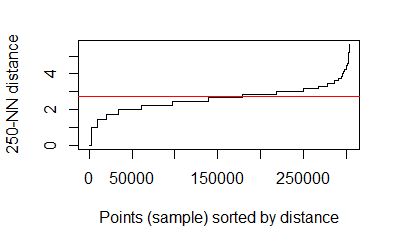 250-NN distance
4
2
0
0 50000 150000 250000
Points (sample) sorted by distance